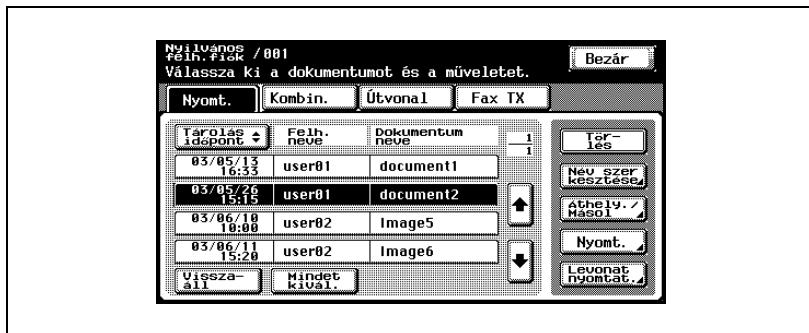 Nyilvános
felh.fiók /001
Bezár
Válassza ki a dokumentumot és a műveletet.
Nyomt.
Kombin.
Útvonal
Fax TX
Tárolás
időpont
Felh.
neve
Dokumentum
neve
1
1
03/05/13
16:33
user01
document1
03/05/26
15:15
user01
document2
03/06/10
10:00
user02
Image5
03/06/11
15:20
user02
Image6
Vissza-
áll
Mindet
kivál.
Tör-
lés
Név szer
kesztése
Áthely./
Másol
Nyomt.
Levonat
nyomtat.